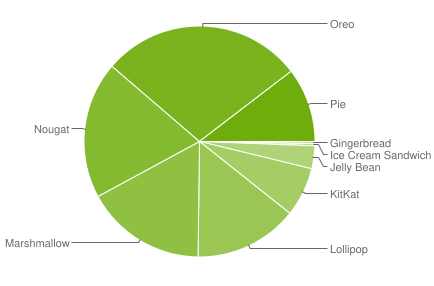 Oreo
Pie
Nougat
Gingerbread
Ice Cream Sandwich
Jelly Bean
KitKat
Marshmallow
Lollipop